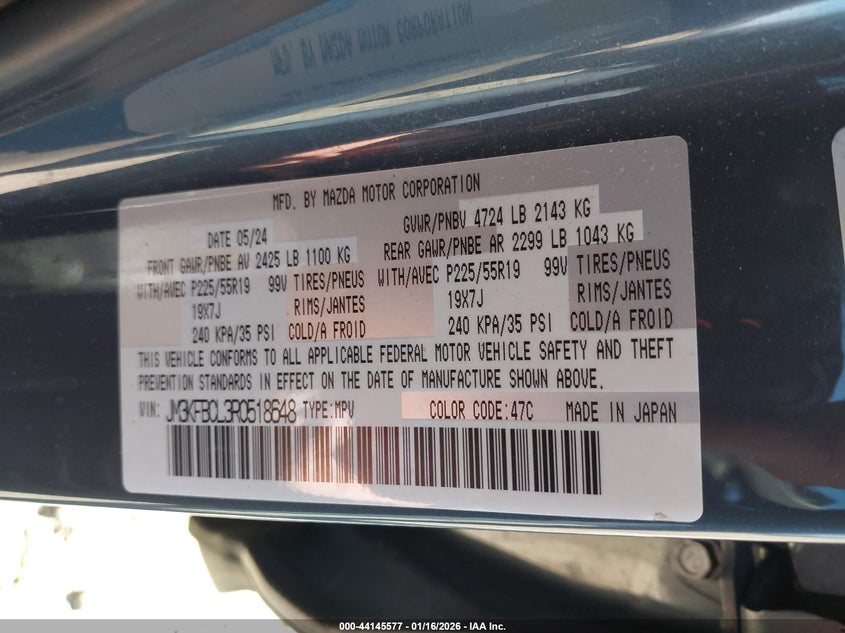 MFD. BY MAZDA MOTOR CORPORATION
DATE 05/24 GVWR/PNBV 4724 LB 2143 KG
FRONT GAWR/PNBE AV 2425 LB 1100 KG REAR GAWR/PNBE AR 2299 LB 1043 KG
WITH/AVEC P225/55R19 99V TIRES/PNEUS WITH/AVEC P225/55R19 99V TIRES/PNEUS
19X7J RIMS/JANTES 19X7J RIMS/JANTES
240 KPA/35 PSI COLD/A FROID 240 KPA/35 PSI COLD/A FROID
THIS VEHICLE CONFORMS TO ALL APPLICABLE FEDERAL MOTOR VEHICLE SAFETY AND THEFT
PREVENTION STANDARDS IN EFFECT ON THE DATE OF MANUFACTURE SHOWN ABOVE.
VIN: JM3KFBCL3R0518648 TYPE:MPV COLOR CODE:47C MADE IN JAPAN
000-44145577 - 01/16/2026 - IAA Inc.